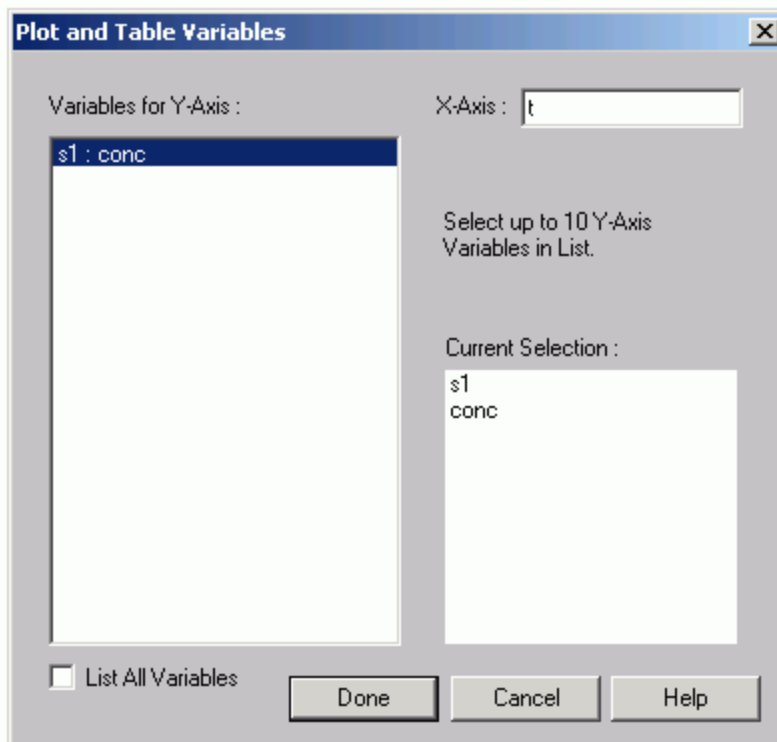 Plot and Table Variables
Variables for Y-Axis :
X-Axis : t
s1 : conc
Select up to 10 Y-Axis
Variables in List.
Current Selection :
s1
conc
List All Variables
Done
Cancel
Help